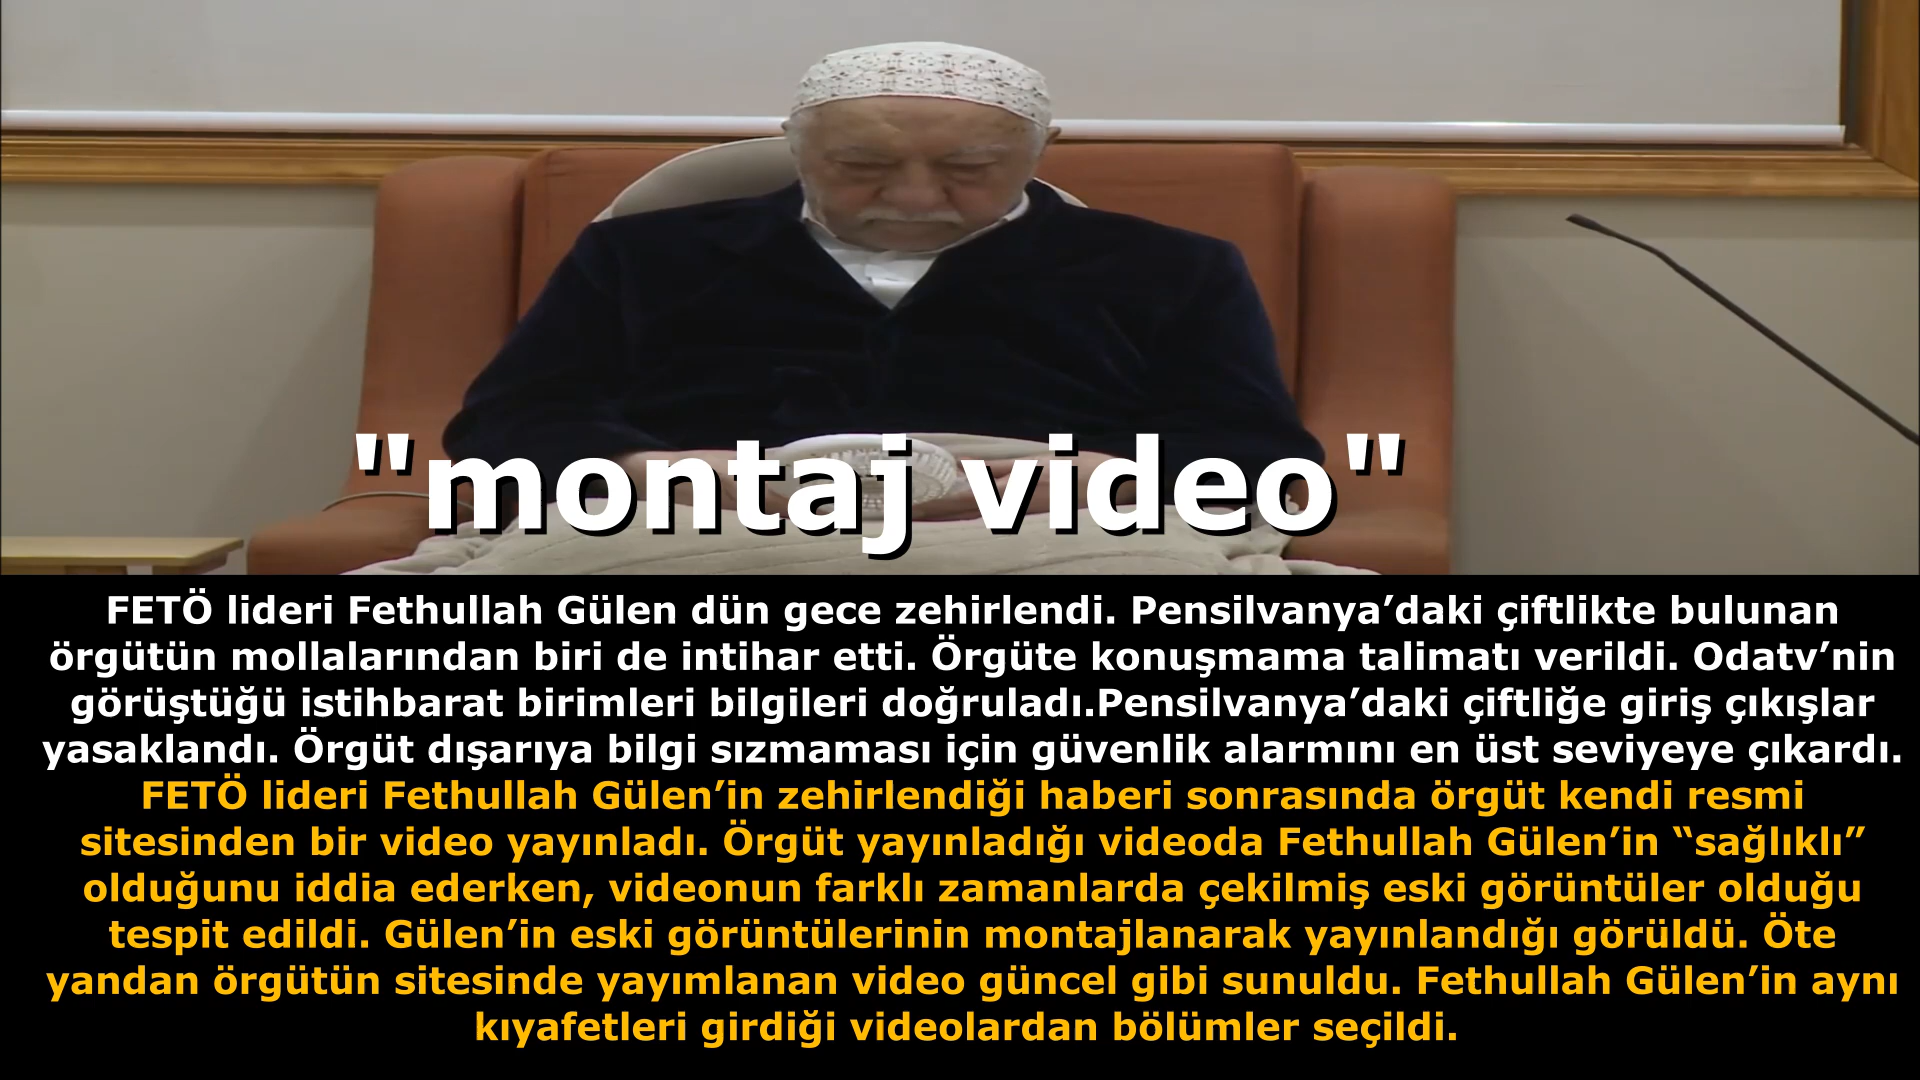 "montaj video"
FETÖ lideri Fethullah Gülen dün gece zehirlendi. Pensilvanya’daki çiftlikte bulunan
örgütün mollalarından biri de intihar etti. Örgüte konuşmama talimatı verildi. Odatv’nin
görüştüğü istihbarat birimleri bilgileri doğruladı.Pensilvanya’daki çiftliğe giriş çıkışlar
yasaklandı. Örgüt dışarıya bilgi sızmaması için güvenlik alarmını en üst seviyeye çıkardı.
FETÖ lideri Fethullah Gülen’in zehirlendiği haberi sonrasında örgüt kendi resmi
sitesinden bir video yayınladı. Örgüt yayınladığı videoda Fethullah Gülen’in “sağlıklı”
olduğunu iddia ederken, videonun farklı zamanlarda çekilmiş eski görüntüler olduğu
tespit edildi. Gülen’in eski görüntülerinin montajlanarak yayınlandığı görüldü. Öte
yandan örgütün sitesinde yayımlanan video güncel gibi sunuldu. Fethullah Gülen’in aynı
kıyafetleri girdiği videolardan bölümler seçildi.